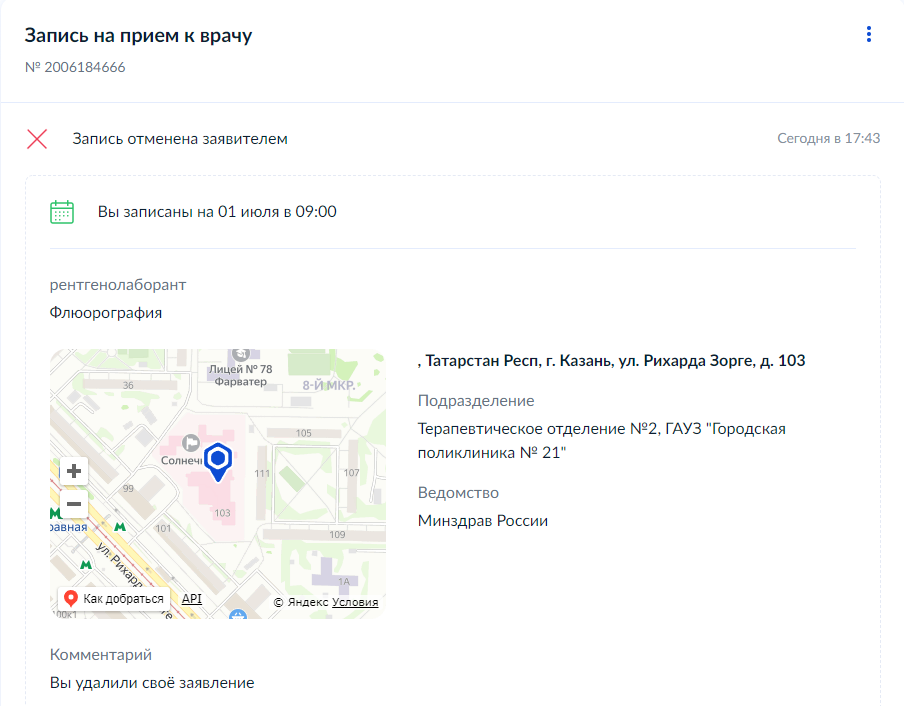 Запись на прием к врачу
№ 2006184666
Запись отменена заявителем
Сегодня в 17:43
Вы записаны на 01 июля в 09:00
рентгенолаборант
Флюорография
Лицей № 78
Фарватер
8-Й МКР.
36
105
Солнечн
111
107
99
103
101
109
равная
ул. Рихард
1А
Как добраться
API
© Яндекс Условия
, Татарстан Респ, г. Казань, ул. Рихарда Зорге, д. 103
Подразделение
Терапевтическое отделение №2, ГАУЗ "Городская
поликлиника № 21"
Ведомство
Минздрав России
Комментарий
Вы удалили своё заявление